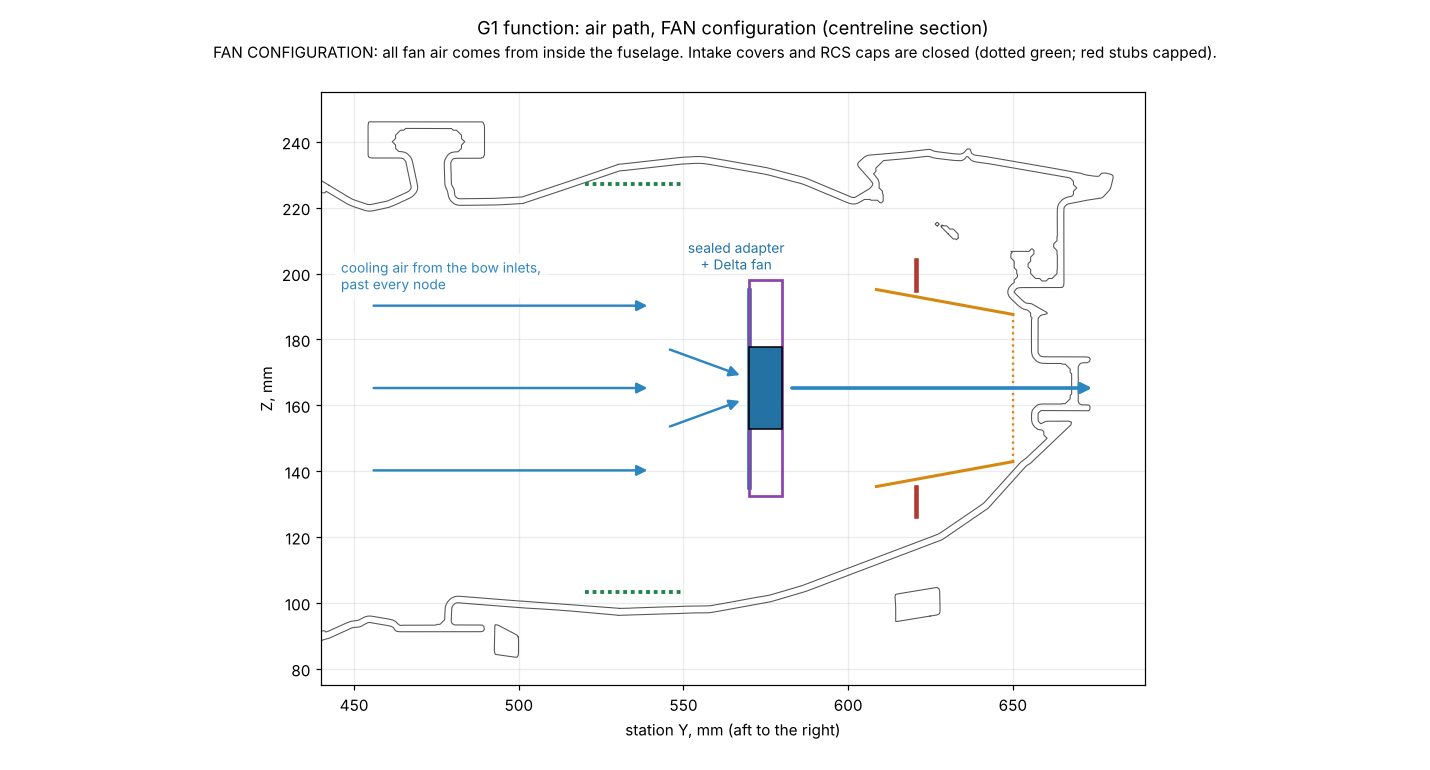 G1 function: air path, FAN configuration (centreline section)
FAN CONFIGURATION: all fan air comes from inside the fuselage. Intake covers and RCS caps are closed (dotted green; red stubs capped).
240
220
200
180
160
140
120
100
80
Z, mm
sealed adapter
+ Delta fan
cooling air from the bow inlets,
past every node
450
500
550
600
650
station Y, mm (aft to the right)